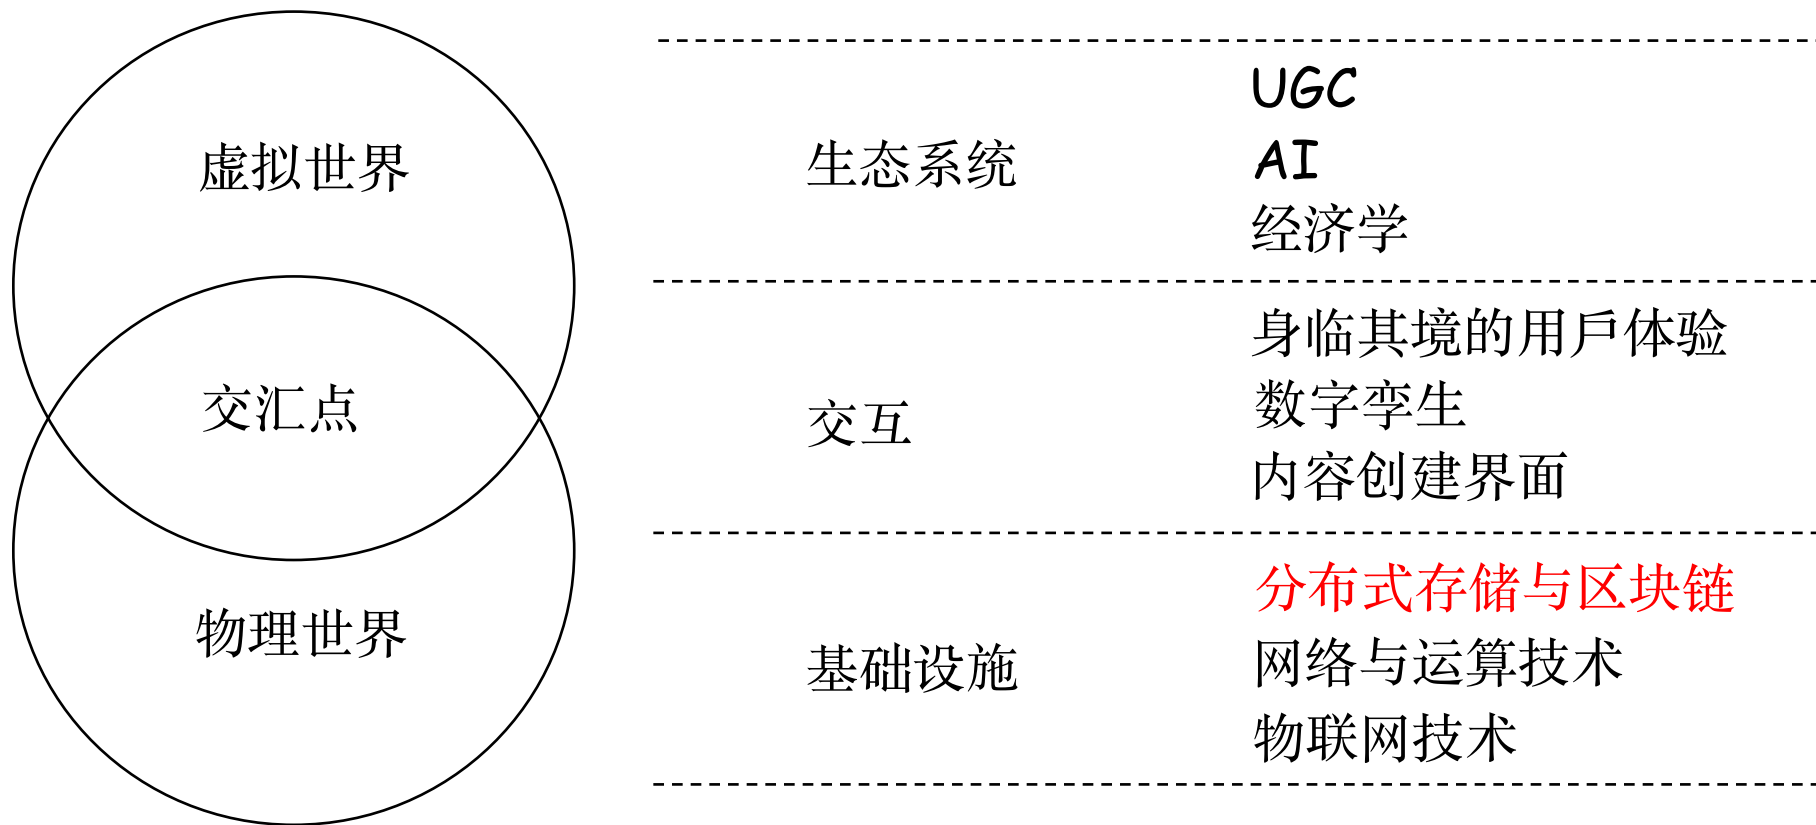 虚拟世界
交汇点
物理世界
生态系统
UGC
AI
经济学
交互
身临其境的用戶体验
数字孪生
内容创建界面
基础设施
分布式存储与区块链
网络与运算技术
物联网技术